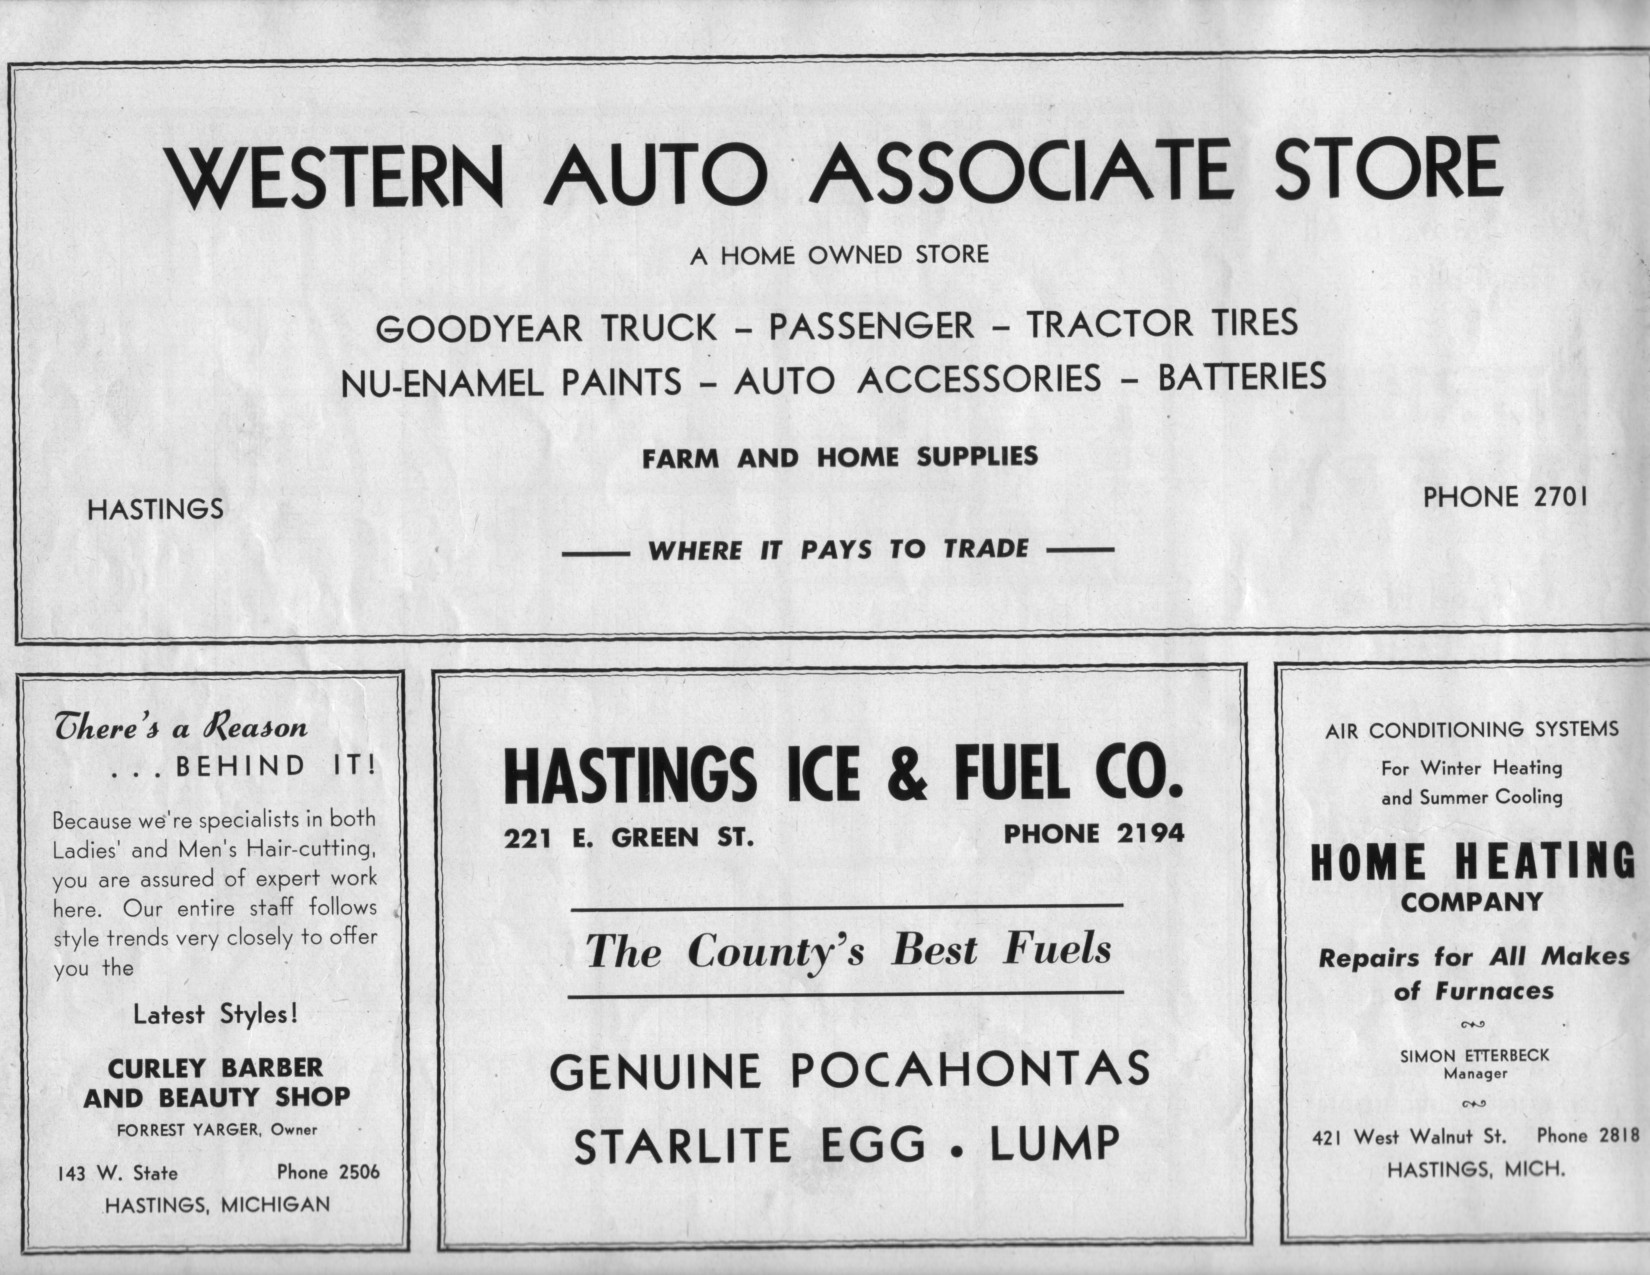 WESTERN AUTO ASSOCIATE STORE
A HOME OWNED STORE
GOODYEAR TRUCK – PASSENGER – TRACTOR TIRES
NU-ENAMEL PAINTS – AUTO ACCESSORIES – BATTERIES
FARM AND HOME SUPPLIES
HASTINGS
PHONE 2701
WHERE IT PAYS TO TRADE
There's a Reason
... BEHIND IT!
Because we're specialists in both
Ladies' and Men's Hair-cutting,
you are assured of expert work
here. Our entire staff follows
style trends very closely to offer
you the
Latest Styles!
CURLEY BARBER
AND BEAUTY SHOP
FORREST YARGER, Owner
143 W. State Phone 2506
HASTINGS, MICHIGAN
HASTINGS ICE & FUEL CO.
221 E. GREEN ST. PHONE 2194
The County's Best Fuels
GENUINE POCAHONTAS
STARLITE EGG . LUMP
AIR CONDITIONING SYSTEMS
For Winter Heating
and Summer Cooling
HOME HEATING
COMPANY
Repairs for All Makes
of Furnaces
SIMON ETTERBECK
Manager
421 West Walnut St. Phone 2818
HASTINGS, MICH.